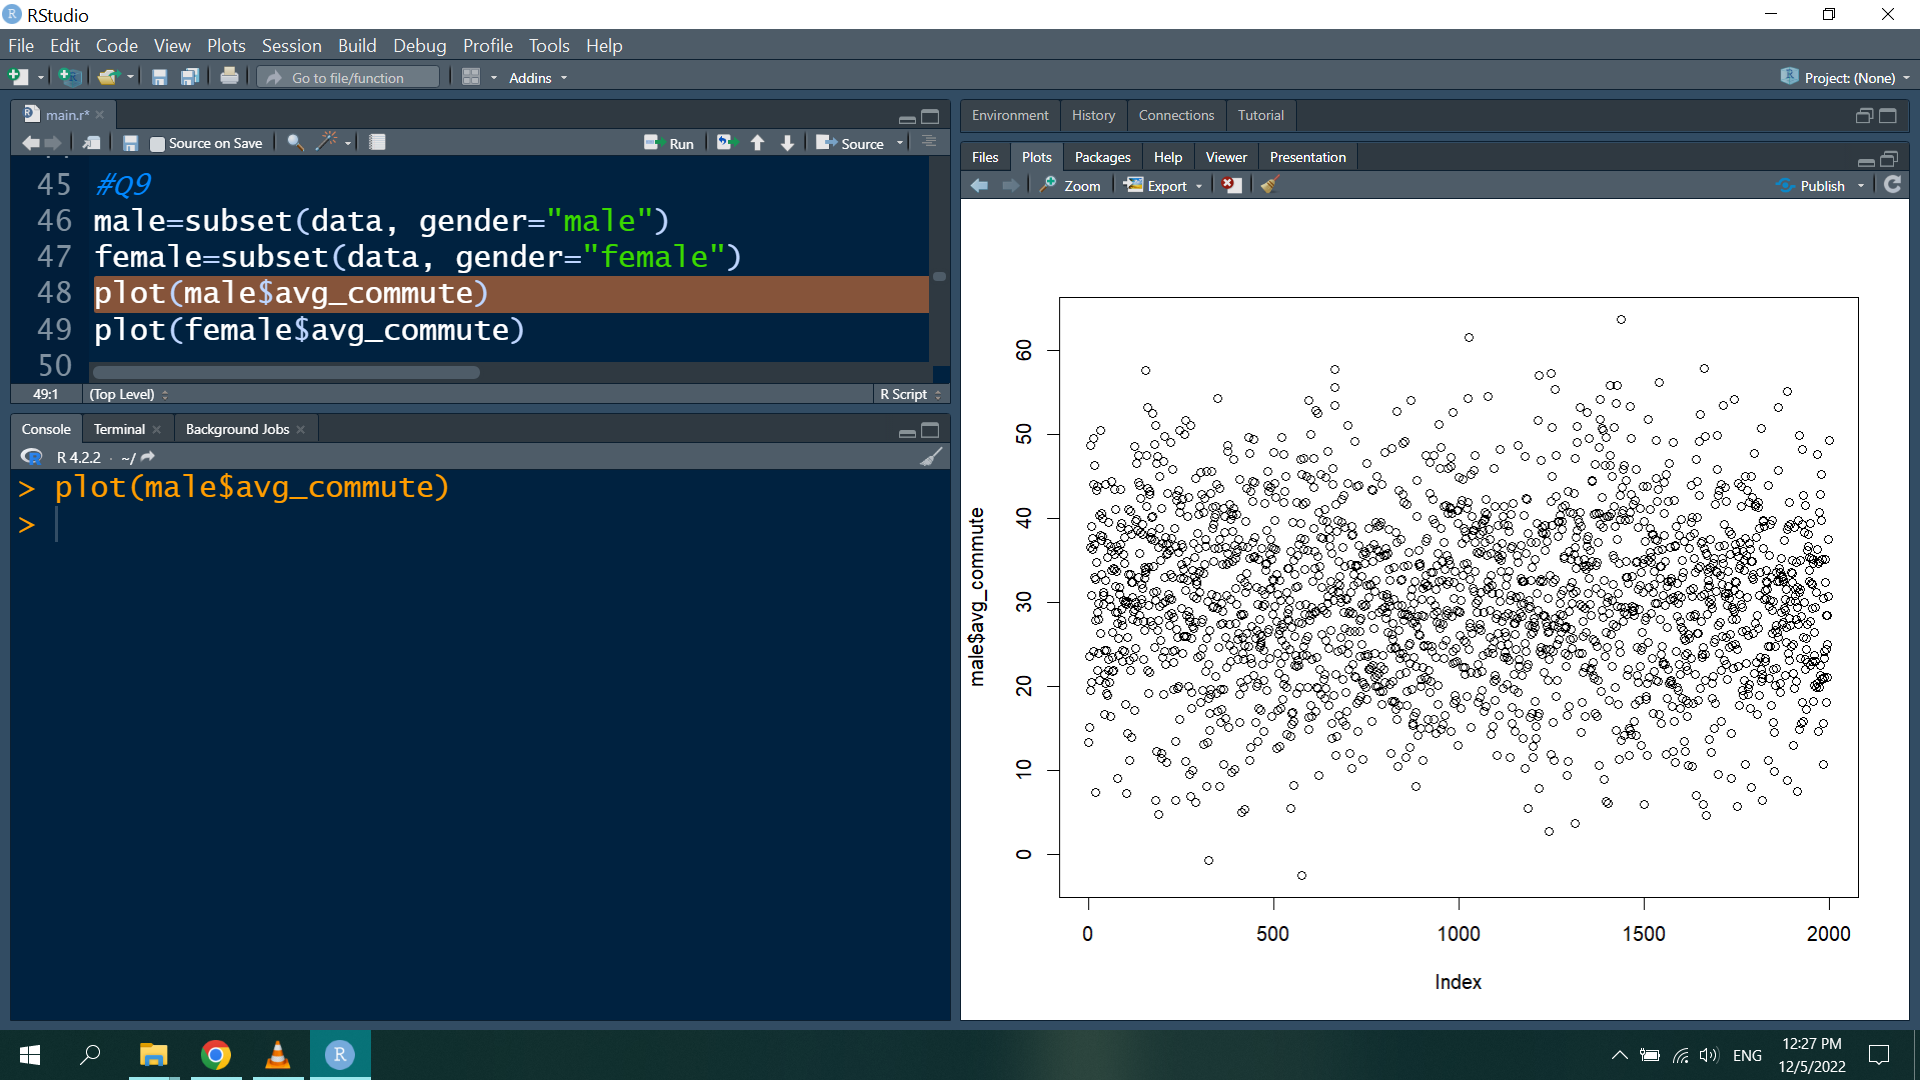 RStudio
File Edit Code View Plots Session Build Debug Profile Tools Help
Go to file/function Addins Project: (None)
main.r*
Source on Save Run Source
45 #Q9
46 male=subset(data, gender="male")
47 female=subset(data, gender="female")
48 plot(male$avg_commute)
49 plot(female$avg_commute)
50
49:1 (Top Level) R Script
Console Terminal Background Jobs
R 4.2.2 · ~/
> plot(male$avg_commute)
>
Environment History Connections Tutorial
Files Plots Packages Help Viewer Presentation
Zoom Export Publish
male$avg_commute
60
50
40
30
20
10
0
0 500 1000 1500 2000
Index
ENG
12:27 PM
12/5/2022